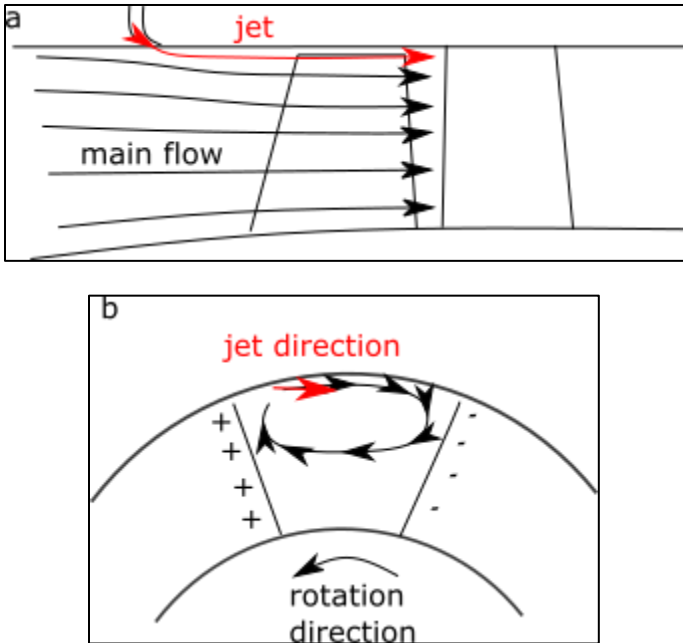 a
jet
main flow
b
jet direction
+
-
+
-
+
-
+
-
rotation
direction